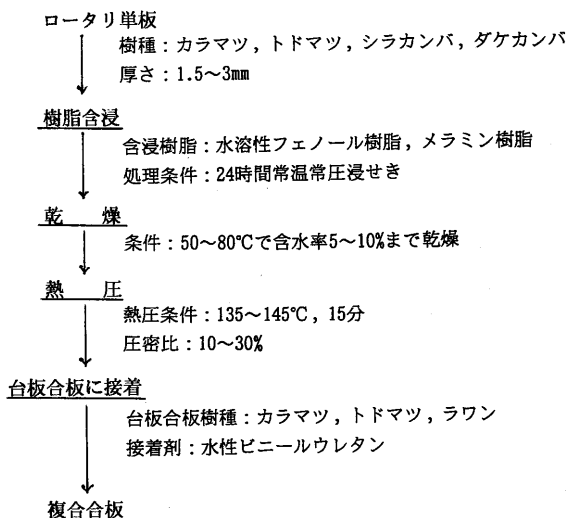 ロータリ単板
樹種：カラマツ，トドマツ，シラカンバ，ダケカンバ
厚さ：1.5～3mm
樹脂含浸
含浸樹脂：水溶性フェノール樹脂，メラミン樹脂
処理条件：24時間常温常圧浸せき
乾　燥
条件：50～80℃で含水率5～10%まで乾燥
熱　圧
熱圧条件：135～145℃，15分
圧密比：10～30%
台板合板に接着
台板合板樹種：カラマツ，トドマツ，ラワン
接着剤：水性ビニールウレタン
複合合板